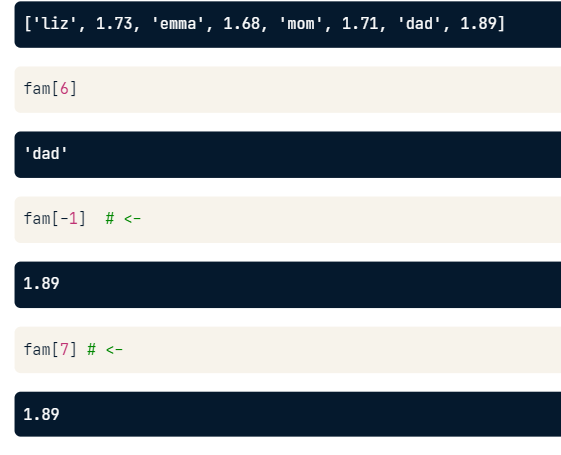 ['liz', 1.73, 'emma', 1.68, 'mom', 1.71, 'dad', 1.89]
fam[6]
'dad'
fam[-1]  # <-
1.89
fam[7] # <-
1.89